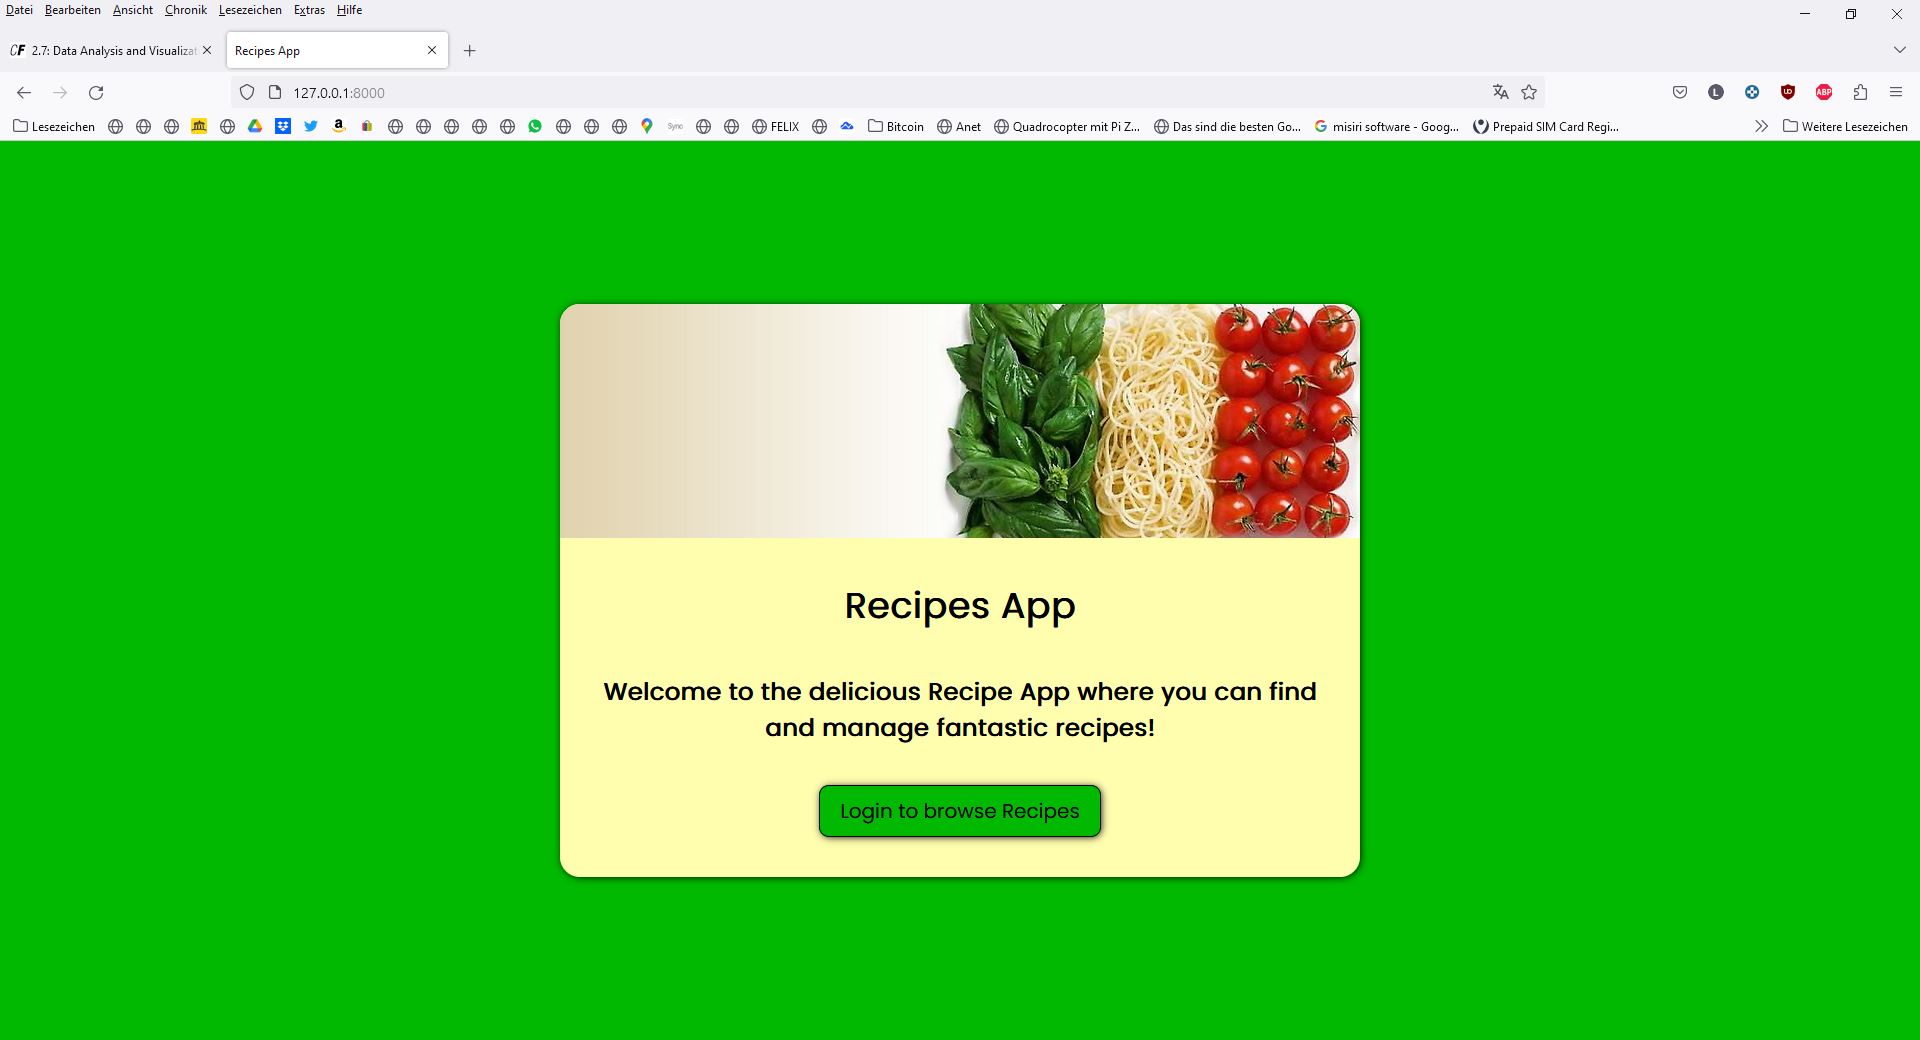 Datei Bearbeiten Ansicht Chronik Lesezeichen Extras Hilfe
CF 2.7: Data Analysis and Visualizat
Recipes App
127.0.0.1:8000
L
UD
ABP
Lesezeichen
a
Sync
FELIX
Bitcoin
Anet
Quadrocopter mit Pi Z...
Das sind die besten Go...
G misiri software - Goog...
Prepaid SIM Card Regi...
Weitere Lesezeichen
Recipes App
Welcome to the delicious Recipe App where you can find
and manage fantastic recipes!
Login to browse Recipes